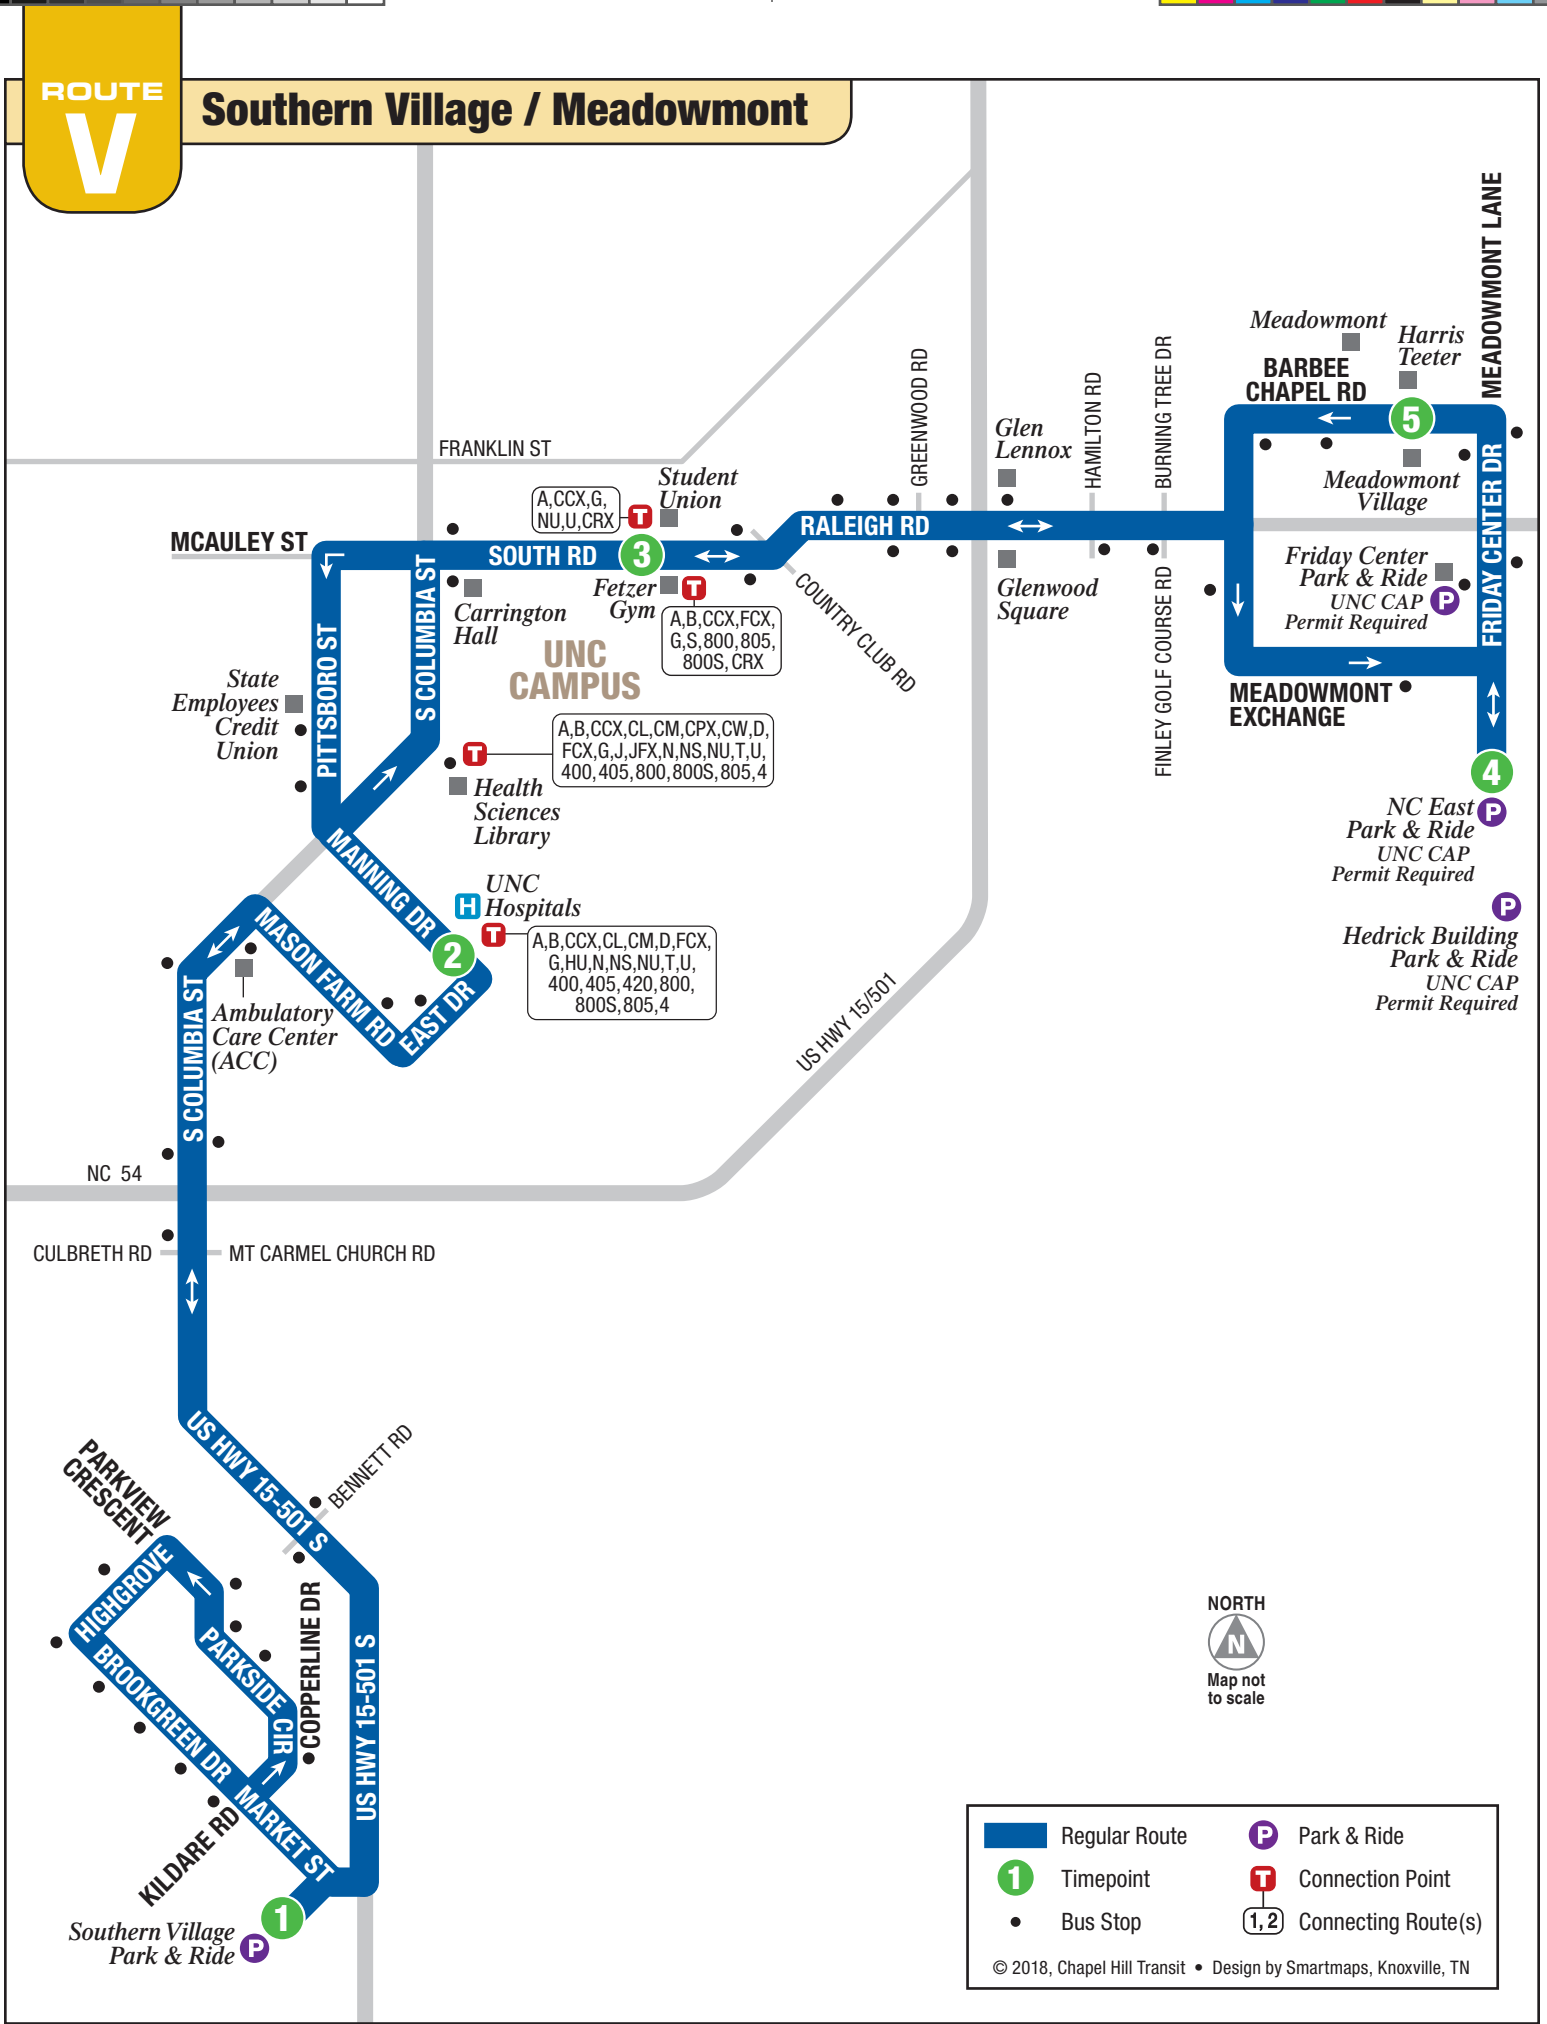 ROUTE
V
Southern Village / Meadowmont
MEADOWMONT LANE
Meadowmont
Harris
Teeter
BARBEE
CHAPEL RD
5
Meadowmont
Village
FRIDAY CENTER DR
Friday Center
Park & Ride
UNC CAP
Permit Required
P
MEADOWMONT
EXCHANGE
4
NC East
Park & Ride
UNC CAP
Permit Required
P
P
Hedrick Building
Park & Ride
UNC CAP
Permit Required
GREENWOOD RD
Glen
Lennox
HAMILTON RD
BURNING TREE DR
RALEIGH RD
Glenwood
Square
FINLEY GOLF COURSE RD
FRANKLIN ST
Student
Union
A,CCX,G,
NU,U,CRX
T
MCAULEY ST
SOUTH RD
3
COUNTRY CLUB RD
Fetzer
Gym
T
A,B,CCX,FCX,
G,S,800,805,
800S,CRX
Carrington
Hall
UNC
CAMPUS
S COLUMBIA ST
PITTSBORO ST
State
Employees
Credit
Union
T
A,B,CCX,CL,CM,CPX,CW,D,
FCX,G,J,JFX,N,NS,NU,T,U,
400,405,800,800S,805,4
Health
Sciences
Library
MANNING DR
H
UNC
Hospitals
T
A,B,CCX,CL,CM,D,FCX,
G,HU,N,NS,NU,T,U,
400,405,420,800,
800S,805,4
2
MASON FARM RD
EAST DR
Ambulatory
Care Center
(ACC)
S COLUMBIA ST
US HWY 15/501
NC 54
CULBRETH RD
MT CARMEL CHURCH RD
US HWY 15-501 S
BENNETT RD
PARKVIEW
CRESCENT
HIGHGROVE
PARKSIDE CIR
COPPERLINE DR
BROOKGREEN DR
US HWY 15-501 S
MARKET ST
KILDARE RD
1
Southern Village
Park & Ride
P
NORTH
N
Map not
to scale
Regular Route
P Park & Ride
1 Timepoint
T Connection Point
Bus Stop
1,2 Connecting Route(s)
© 2018, Chapel Hill Transit • Design by Smartmaps, Knoxville, TN